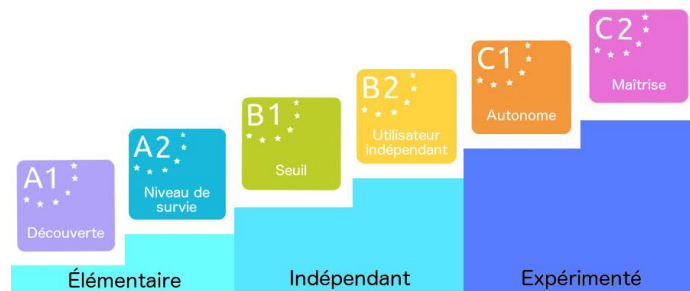 A1
Découverte
A2
Niveau de
survie
B1
Seuil
B2
Utilisateur
indépendant
C1
Autonome
C2
Maîtrise
Élémentaire
Indépendant
Expérimenté